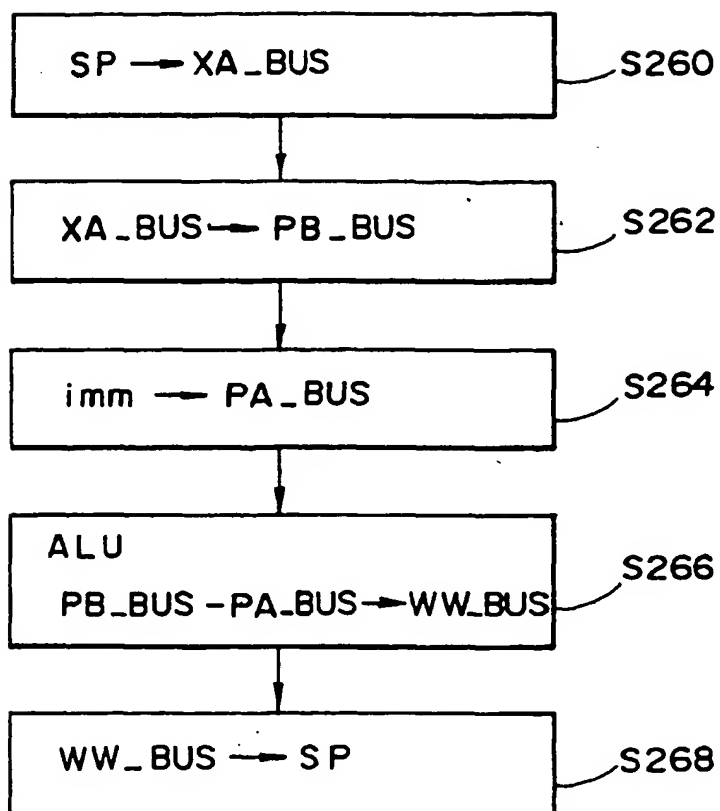 SP → XA_BUS
S260
XA_BUS → PB_BUS
S262
imm → PA_BUS
S264
ALU
S266
PB_BUS - PA_BUS → WW_BUS
WW_BUS → SP
S268